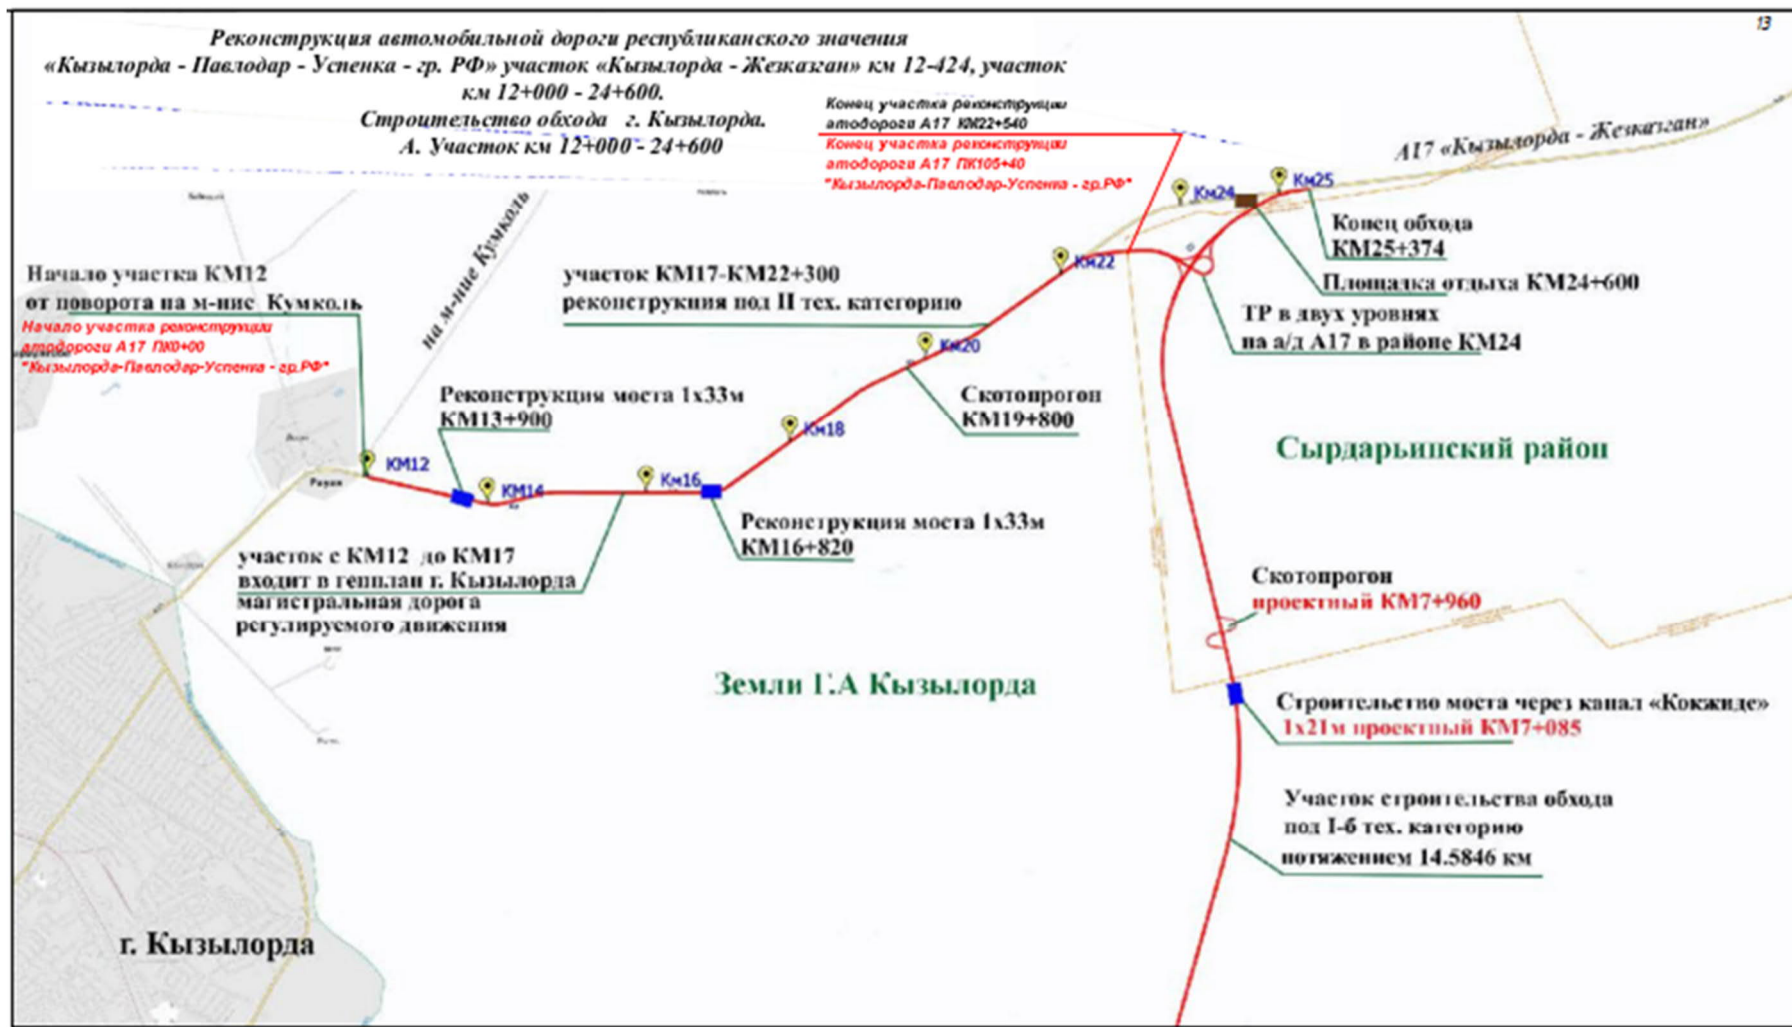 13
Реконструкция автомобильной дороги республиканского значения
«Кызылорда - Павлодар - Успенка - гр. РФ» участок «Кызылорда - Жезказган» км 12-424, участок
км 12+000 - 24+600.
Строительство обхода г. Кызылорда.
А. Участок км 12+000 - 24+600
Конец участка реконструкции
атодороги А17 КМ22+540
Конец участка реконструкции
атодороги А17 ПК105+40
"Кызылорда-Павлодар-Успенка - гр.РФ"
А17 «Кызылорда - Жезказган»
Км24
Км25
Конец обхода
КМ25+374
Площадка отдыха КМ24+600
ТР в двух уровнях
на а/д А17 в районе КМ24
на м-ние Кумколь
Начало участка КМ12
от поворота на м-нис Кумколь
Начало участка реконструкции
атодороги А17 ПК0+00
"Кызылорда-Павлодар-Успенка - гр.РФ"
участок КМ17-КМ22+300
реконструкция под II тех. категорию
Км22
Км20
Скотопрогон
КМ19+800
Реконструкция моста 1х33м
КМ13+900
Км18
Сырдарьинский район
КМ12
КМ14
Км16
Реконструкция моста 1х33м
КМ16+820
участок с КМ12 до КМ17
входит в генплан г. Кызылорда
магистральная дорога
регулируемого движения
Скотопрогон
проектный КМ7+960
Земли Г.А Кызылорда
Строительство моста через канал «Кокжиде»
1х21м проектный КМ7+085
Участок строительства обхода
под I-б тех. категорию
потяжением 14.5846 км
г. Кызылорда